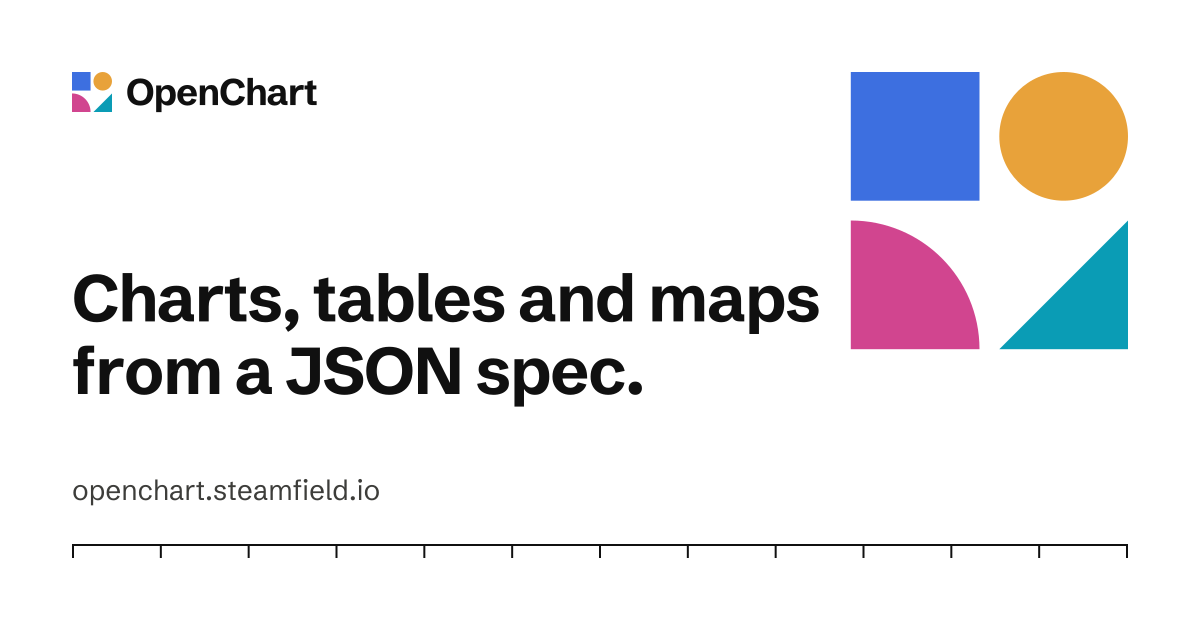 OpenChart
Charts, tables and maps
from a JSON spec.
openchart.steamfield.io